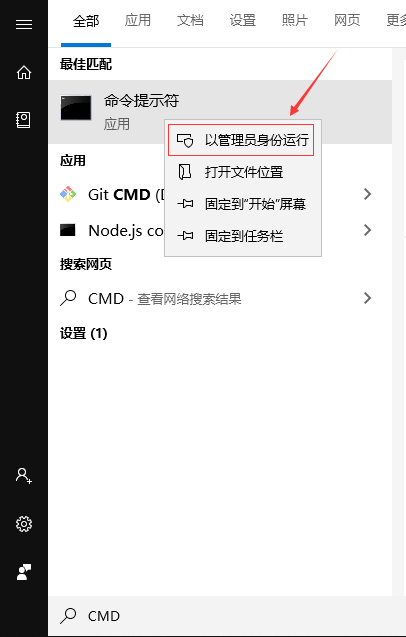 全部 应用 文档 设置 照片 网页 更多
最佳匹配
命令提示符
应用
以管理员身份运行
打开文件位置
固定到"开始"屏幕
固定到任务栏
应用
Git CMD (D
Node.js co
搜索网页
CMD - 查看网络搜索结果
设置 (1)
CMD